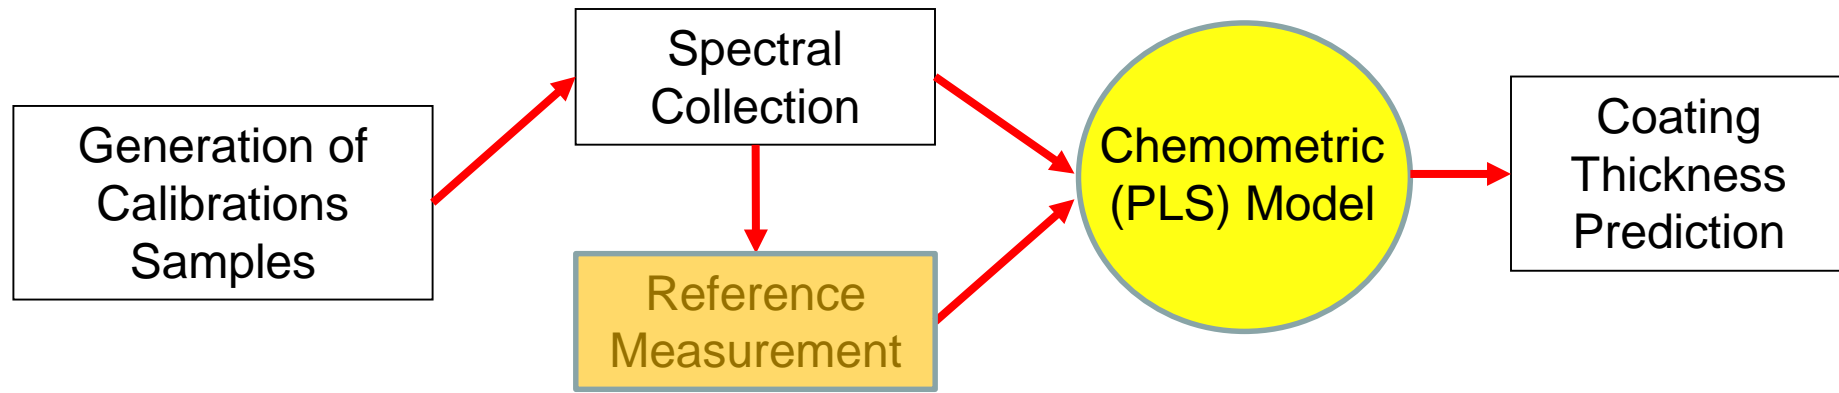 Generation of
Calibrations
Samples
Spectral
Collection
Reference
Measurement
Chemometric
(PLS) Model
Coating
Thickness
Prediction